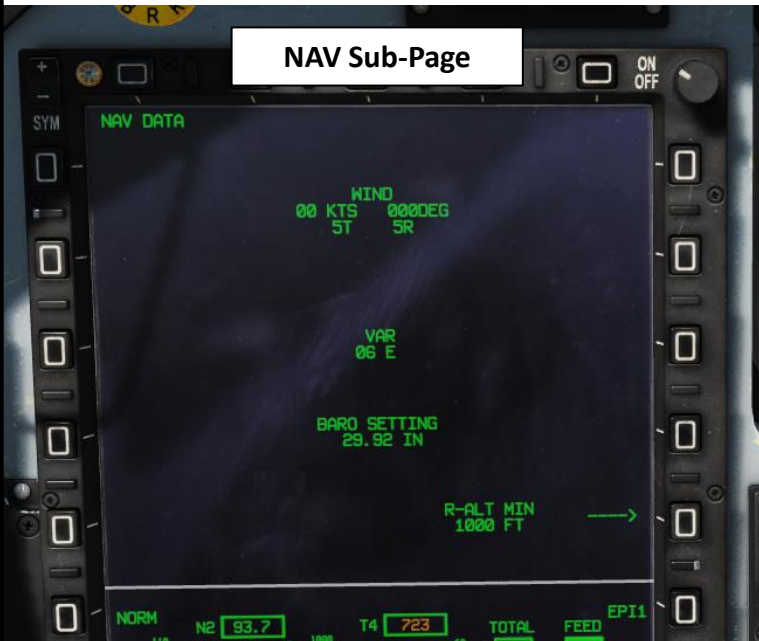 NAV Sub-Page
ON
OFF
+
−
SYM
NAV DATA
WIND
00 KTS 000DEG
5T 5R
VAR
06 E
BARO SETTING
29.92 IN
R-ALT MIN
1000 FT ---->
NORM N2 93.7 T4 723 TOTAL FEED EPI1